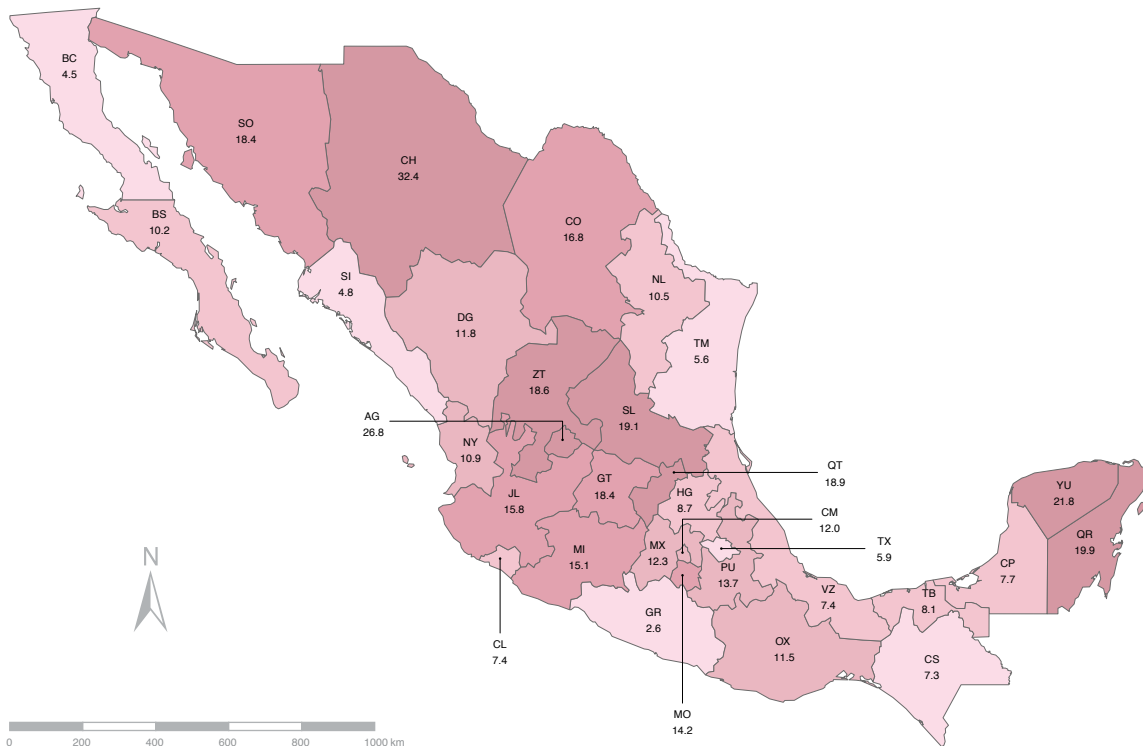 BC
4.5
SO
18.4
CH
32.4
BS
10.2
CO
16.8
SI
4.8
NL
10.5
DG
11.8
TM
5.6
ZT
18.6
SL
19.1
AG
26.8
NY
10.9
QT
18.9
GT
18.4
HG
8.7
JL
15.8
YU
21.8
CM
12.0
QR
19.9
TX
5.9
MI
15.1
MX
12.3
PU
13.7
CP
7.7
VZ
7.4
TB
8.1
N
GR
2.6
CL
7.4
OX
11.5
CS
7.3
MO
14.2
0 200 400 600 800 1000 km